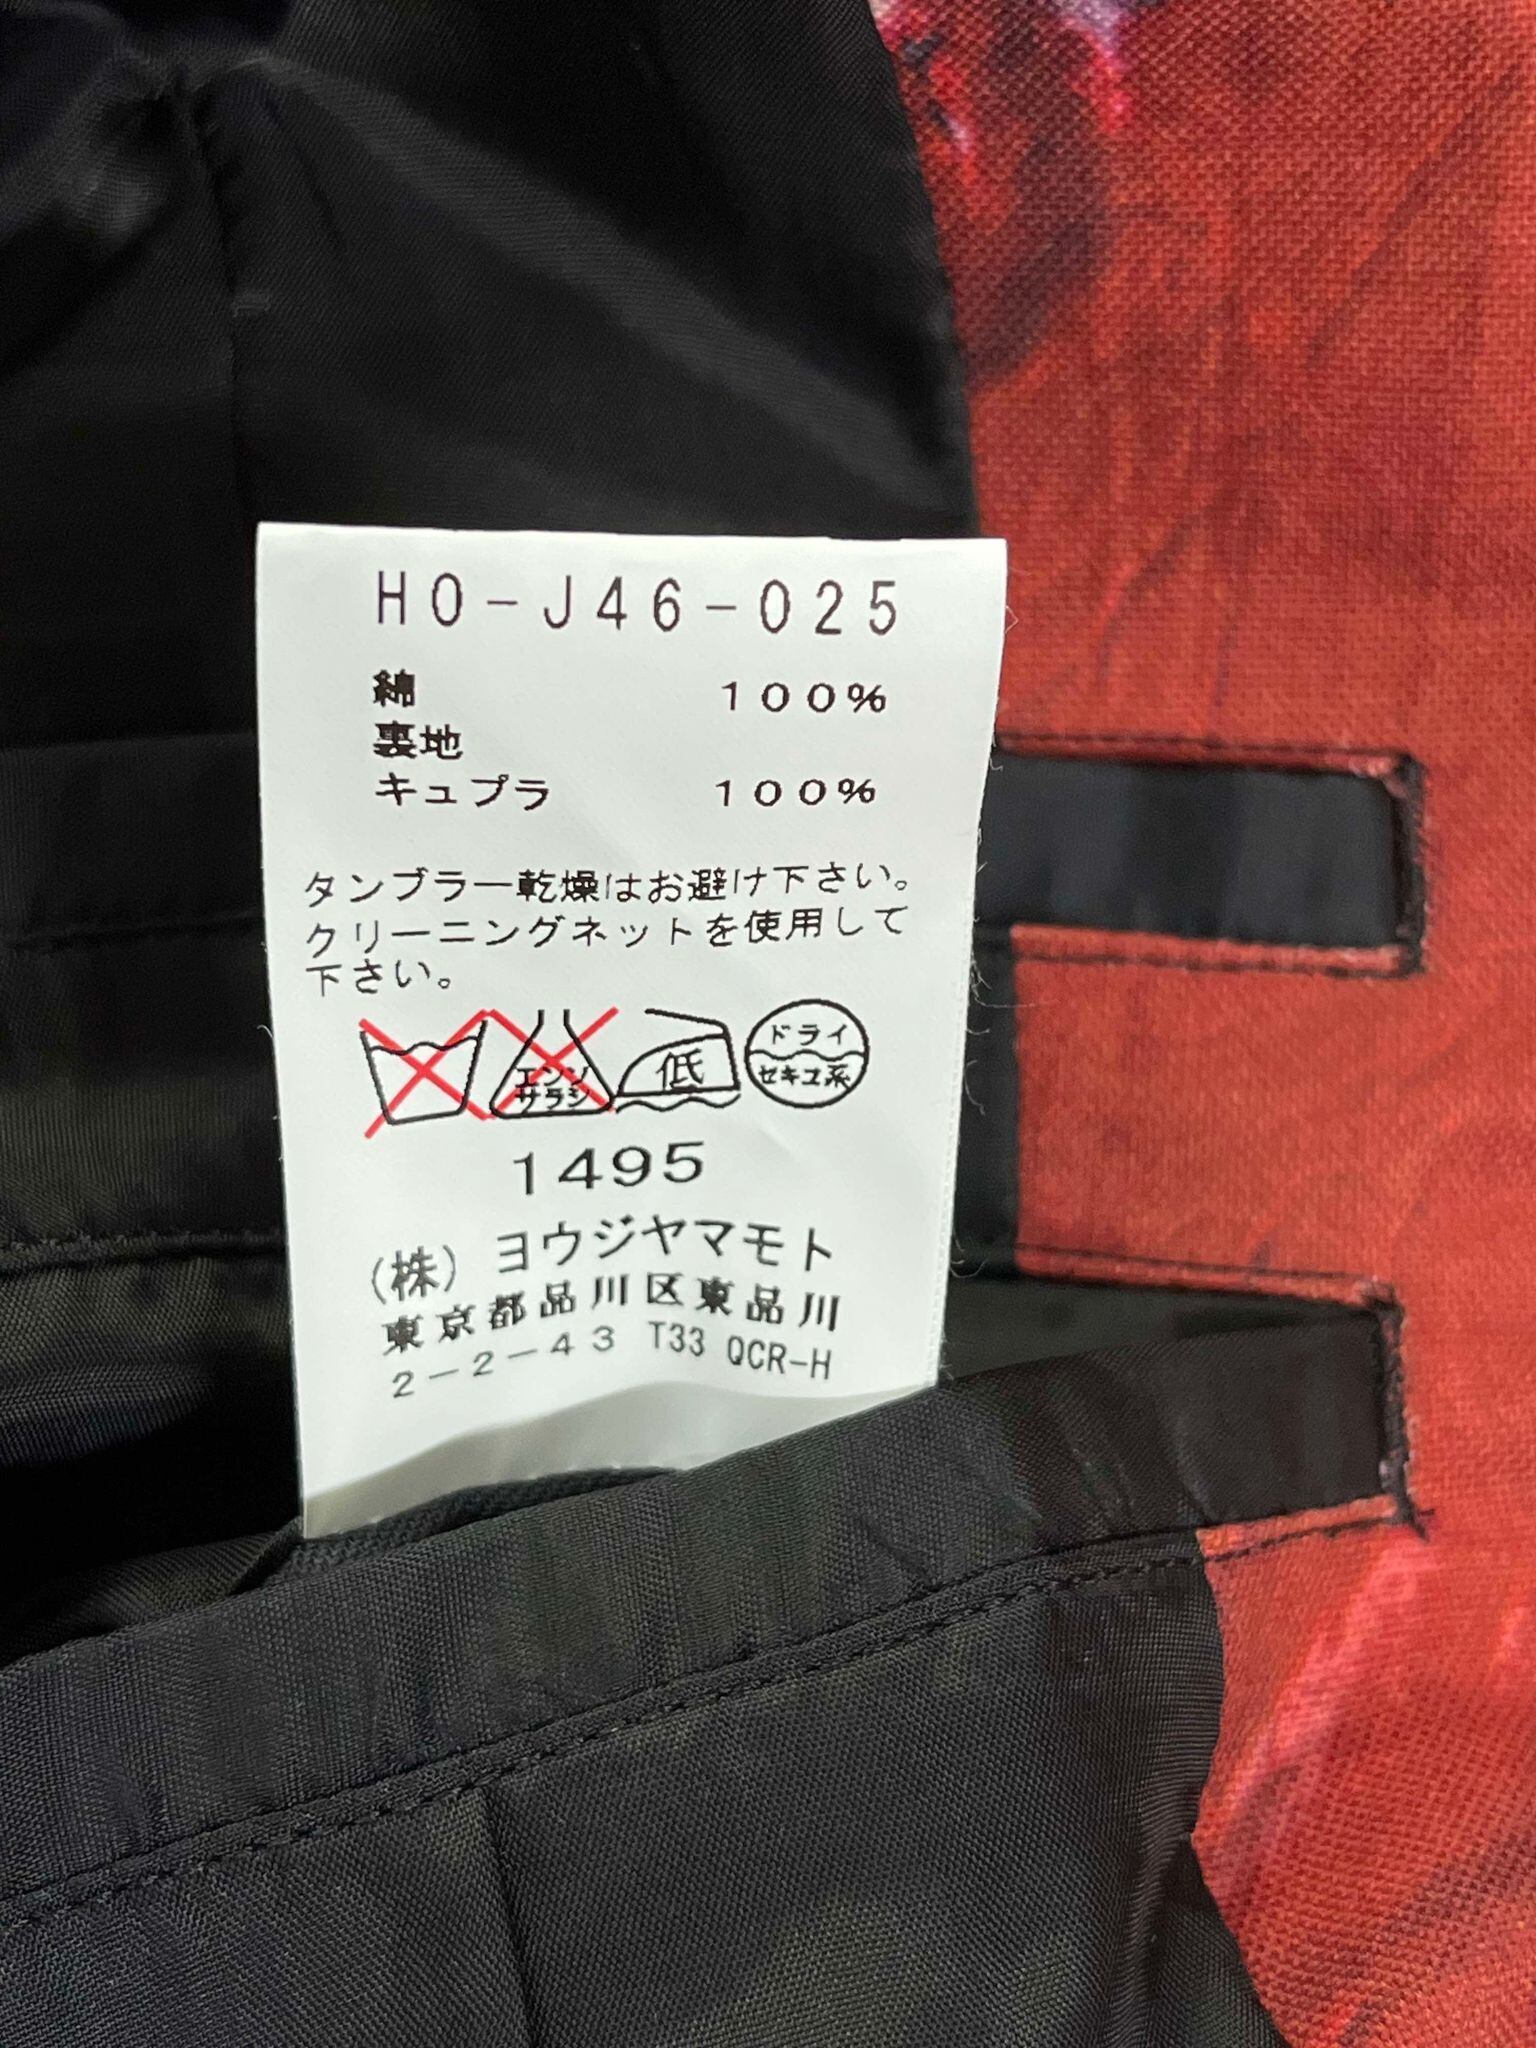 HO-J46-025
綿 100%
裏地
キュプラ 100%
タンブラー乾燥はお避け下さい。
クリーニングネットを使用して
下さい。
エンソ
サラシ
低
ドライ
セキユ系
1495
(株)ヨウジヤマモト
東京都品川区東品川
2-2-43 T33 QCR-H